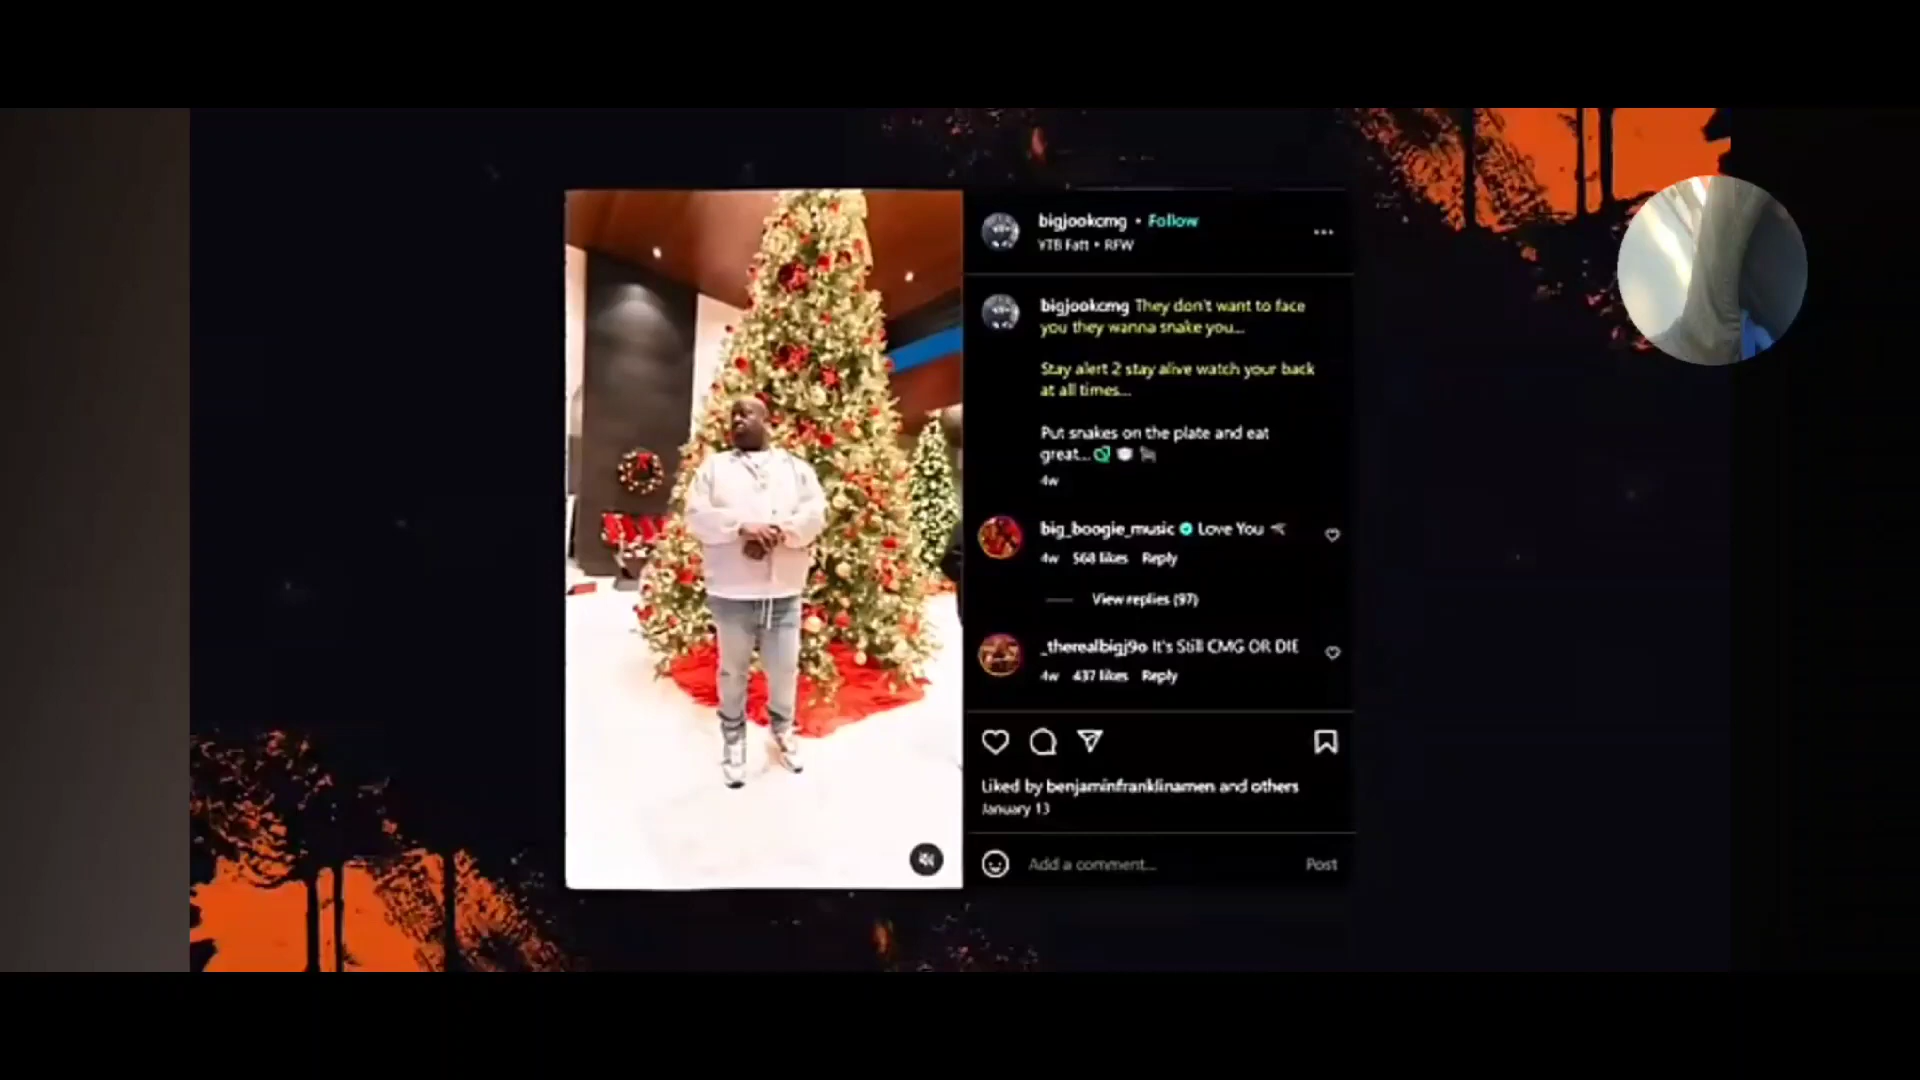 bigjookcmg • Follow
YTB Fatt • RFW
bigjookcmg They don't want to face
you they wanna snake you...
Stay alert 2 stay alive watch your back
at all times...
Put snakes on the plate and eat
great...
4w
big_boogie_music Love You
4w 568 likes Reply
View replies (97)
_therealbigj9o It's Still CMG OR DIE
4w 437 likes Reply
Liked by benjaminfranklinamen and others
January 13
Add a comment... Post